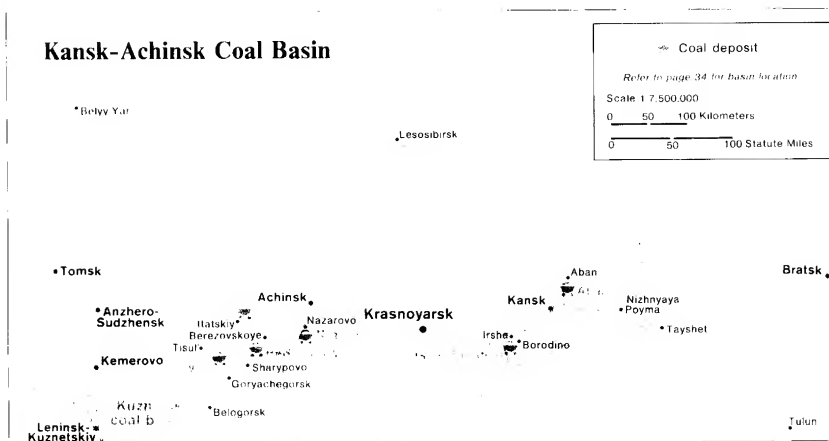 Kansk-Achinsk Coal Basin
Coal deposit
Refer to page 34 for basin location
Scale 1:7,500,000
0 50 100 Kilometers
0 50 100 Statute Miles
Belyy Yar
Lesosibirsk
Tomsk
Bratsk
Aban
Achinsk
Kansk
Nizhnyaya
Poyma
Anzhero-
Sudzhensk
Itatskiy
Nazarovo
Krasnoyarsk
Tayshet
Berezovskoye
Irsha
Borodino
Tisul'
Kemerovo
Sharypovo
Goryachegorsk
Kuzn
coal b
Belogorsk
Leninsk-
Kuznetskiy
Tulun